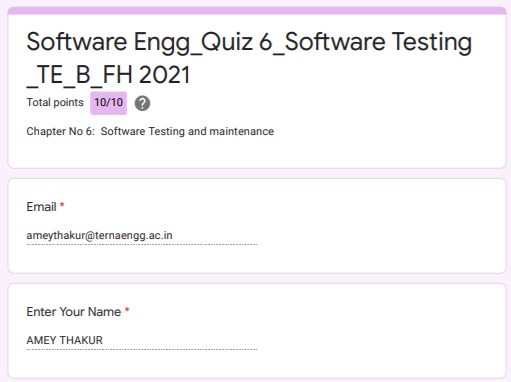 Software Engg_Quiz 6_Software Testing
_TE_B_FH 2021
Total points 10/10 ?
Chapter No 6: Software Testing and maintenance
Email *
ameythakur@ternaengg.ac.in
Enter Your Name *
AMEY THAKUR